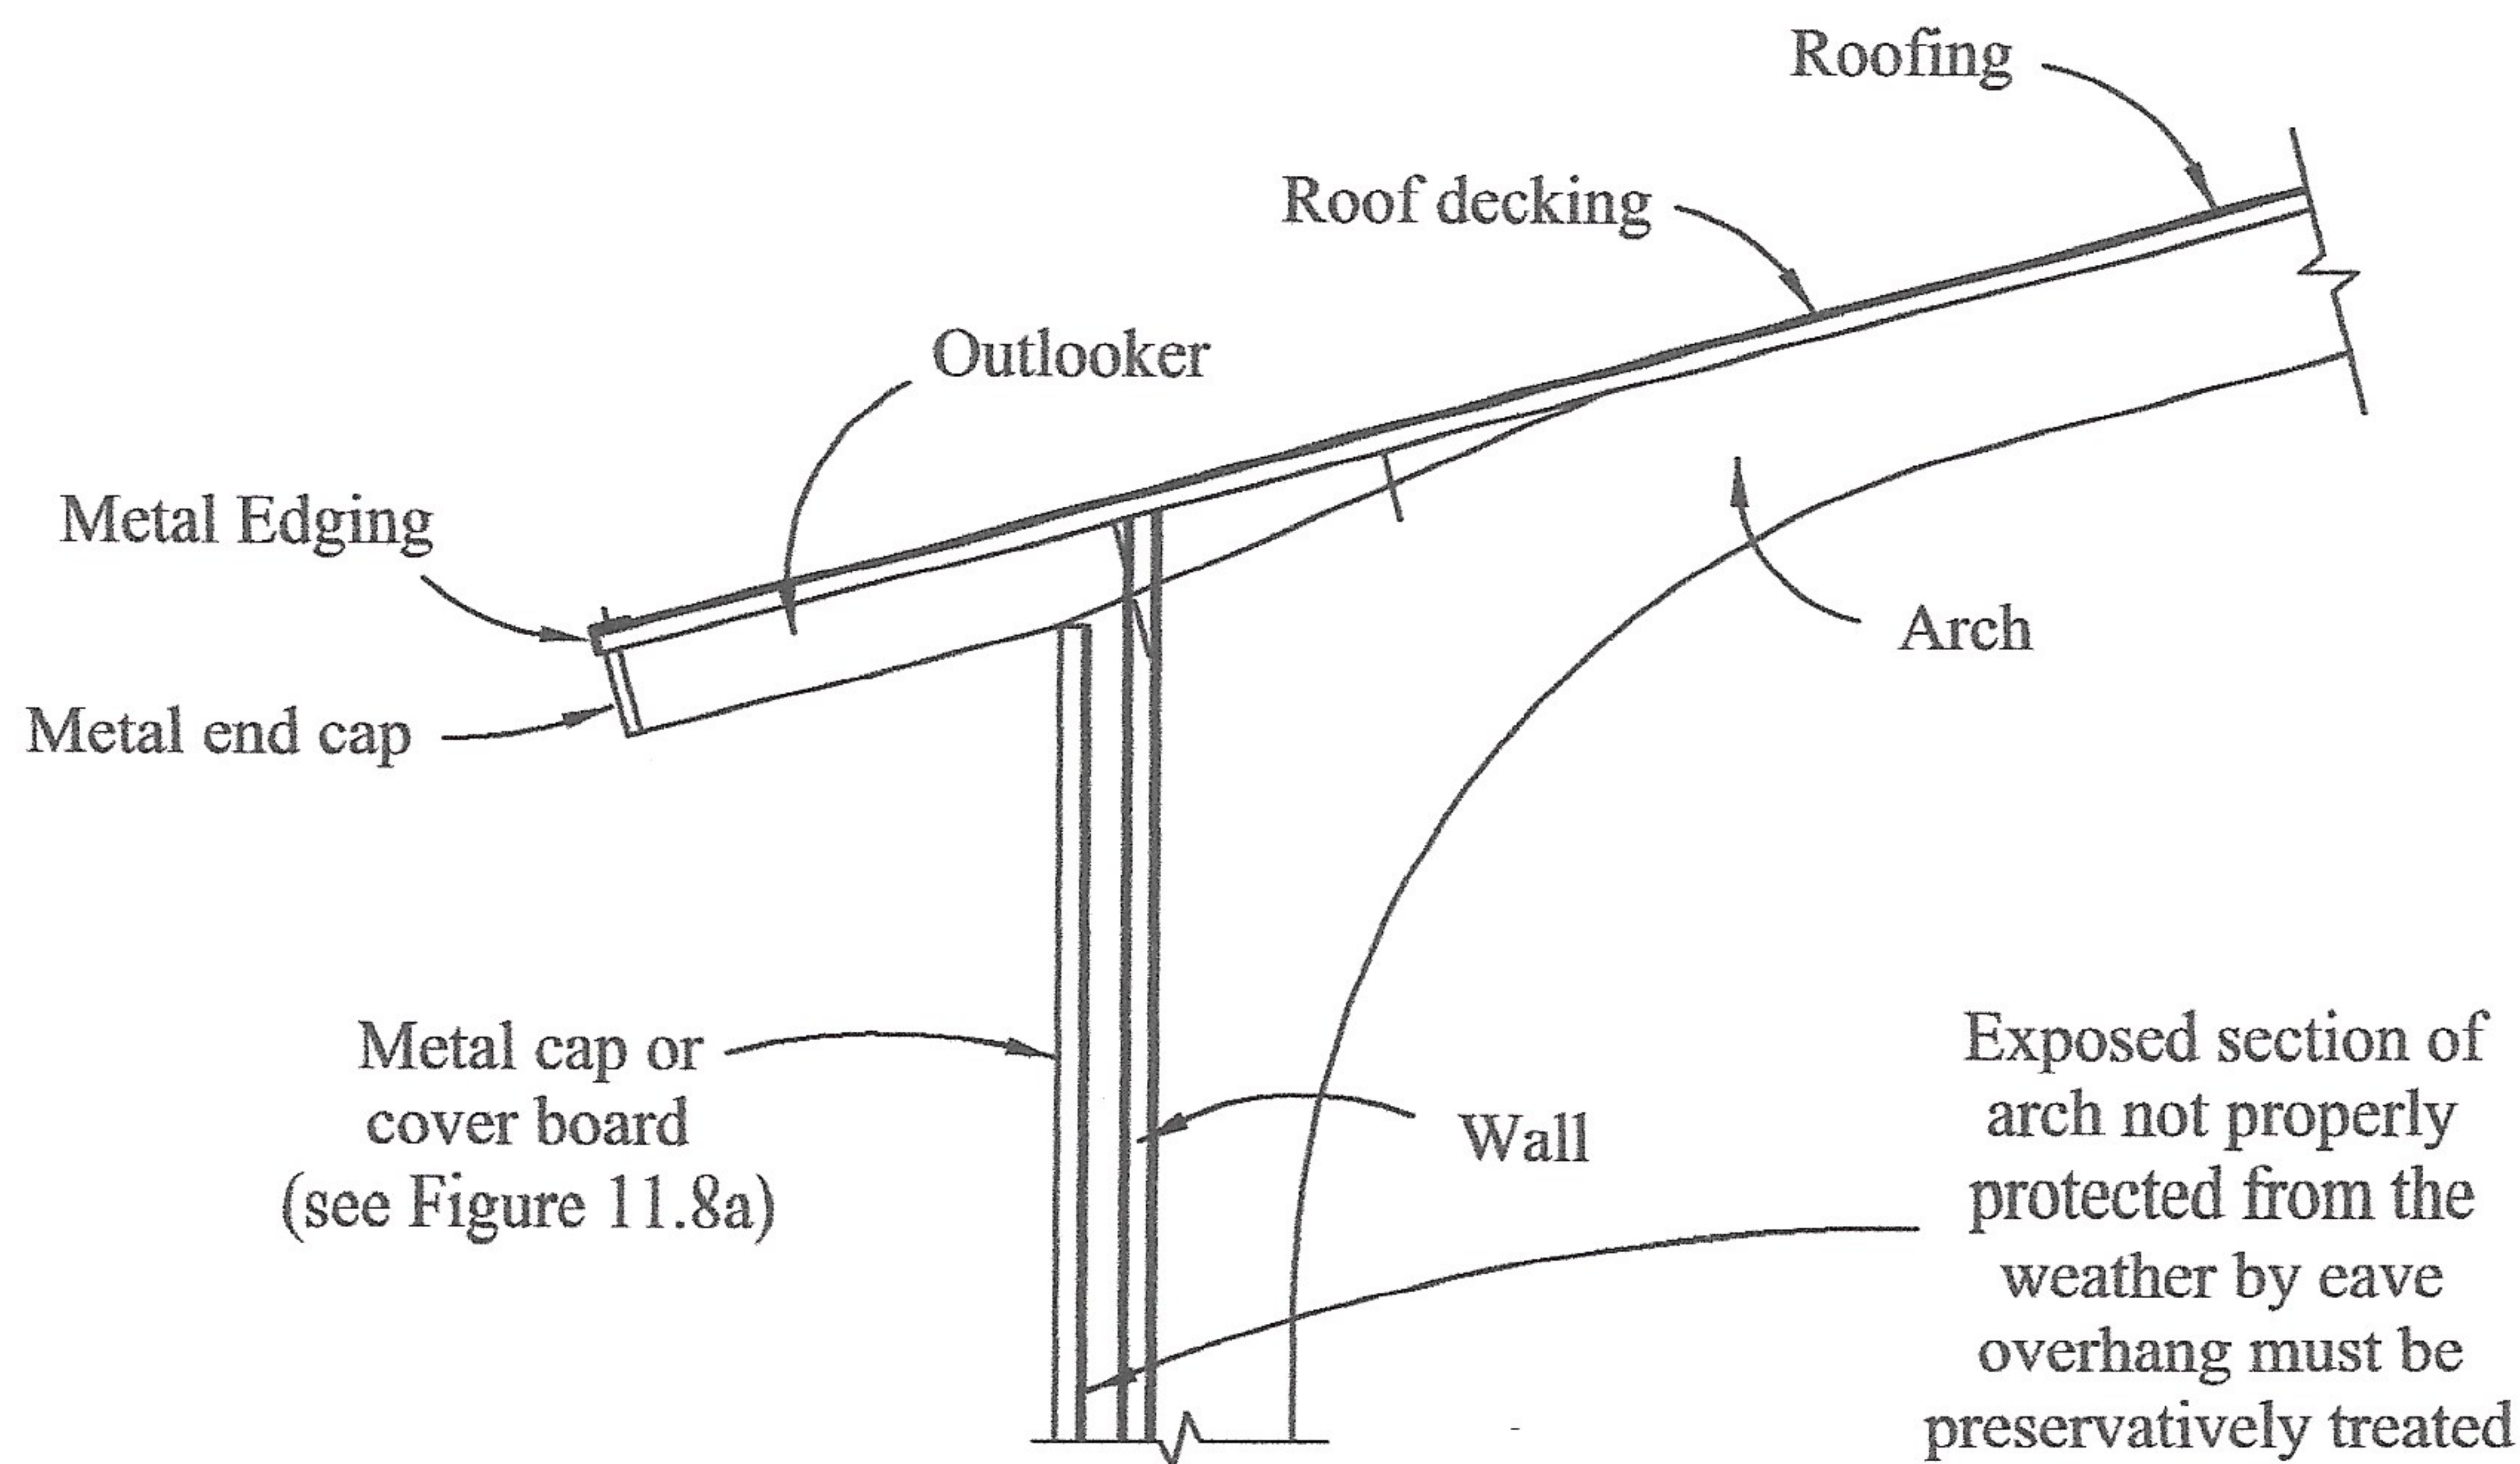 Roofing
Roof decking
Outlooker
Metal Edging
Metal end cap
Arch
Metal cap or
cover board
(see Figure 11.8a)
Wall
Exposed section of
arch not properly
protected from the
weather by eave
overhang must be
preservatively treated